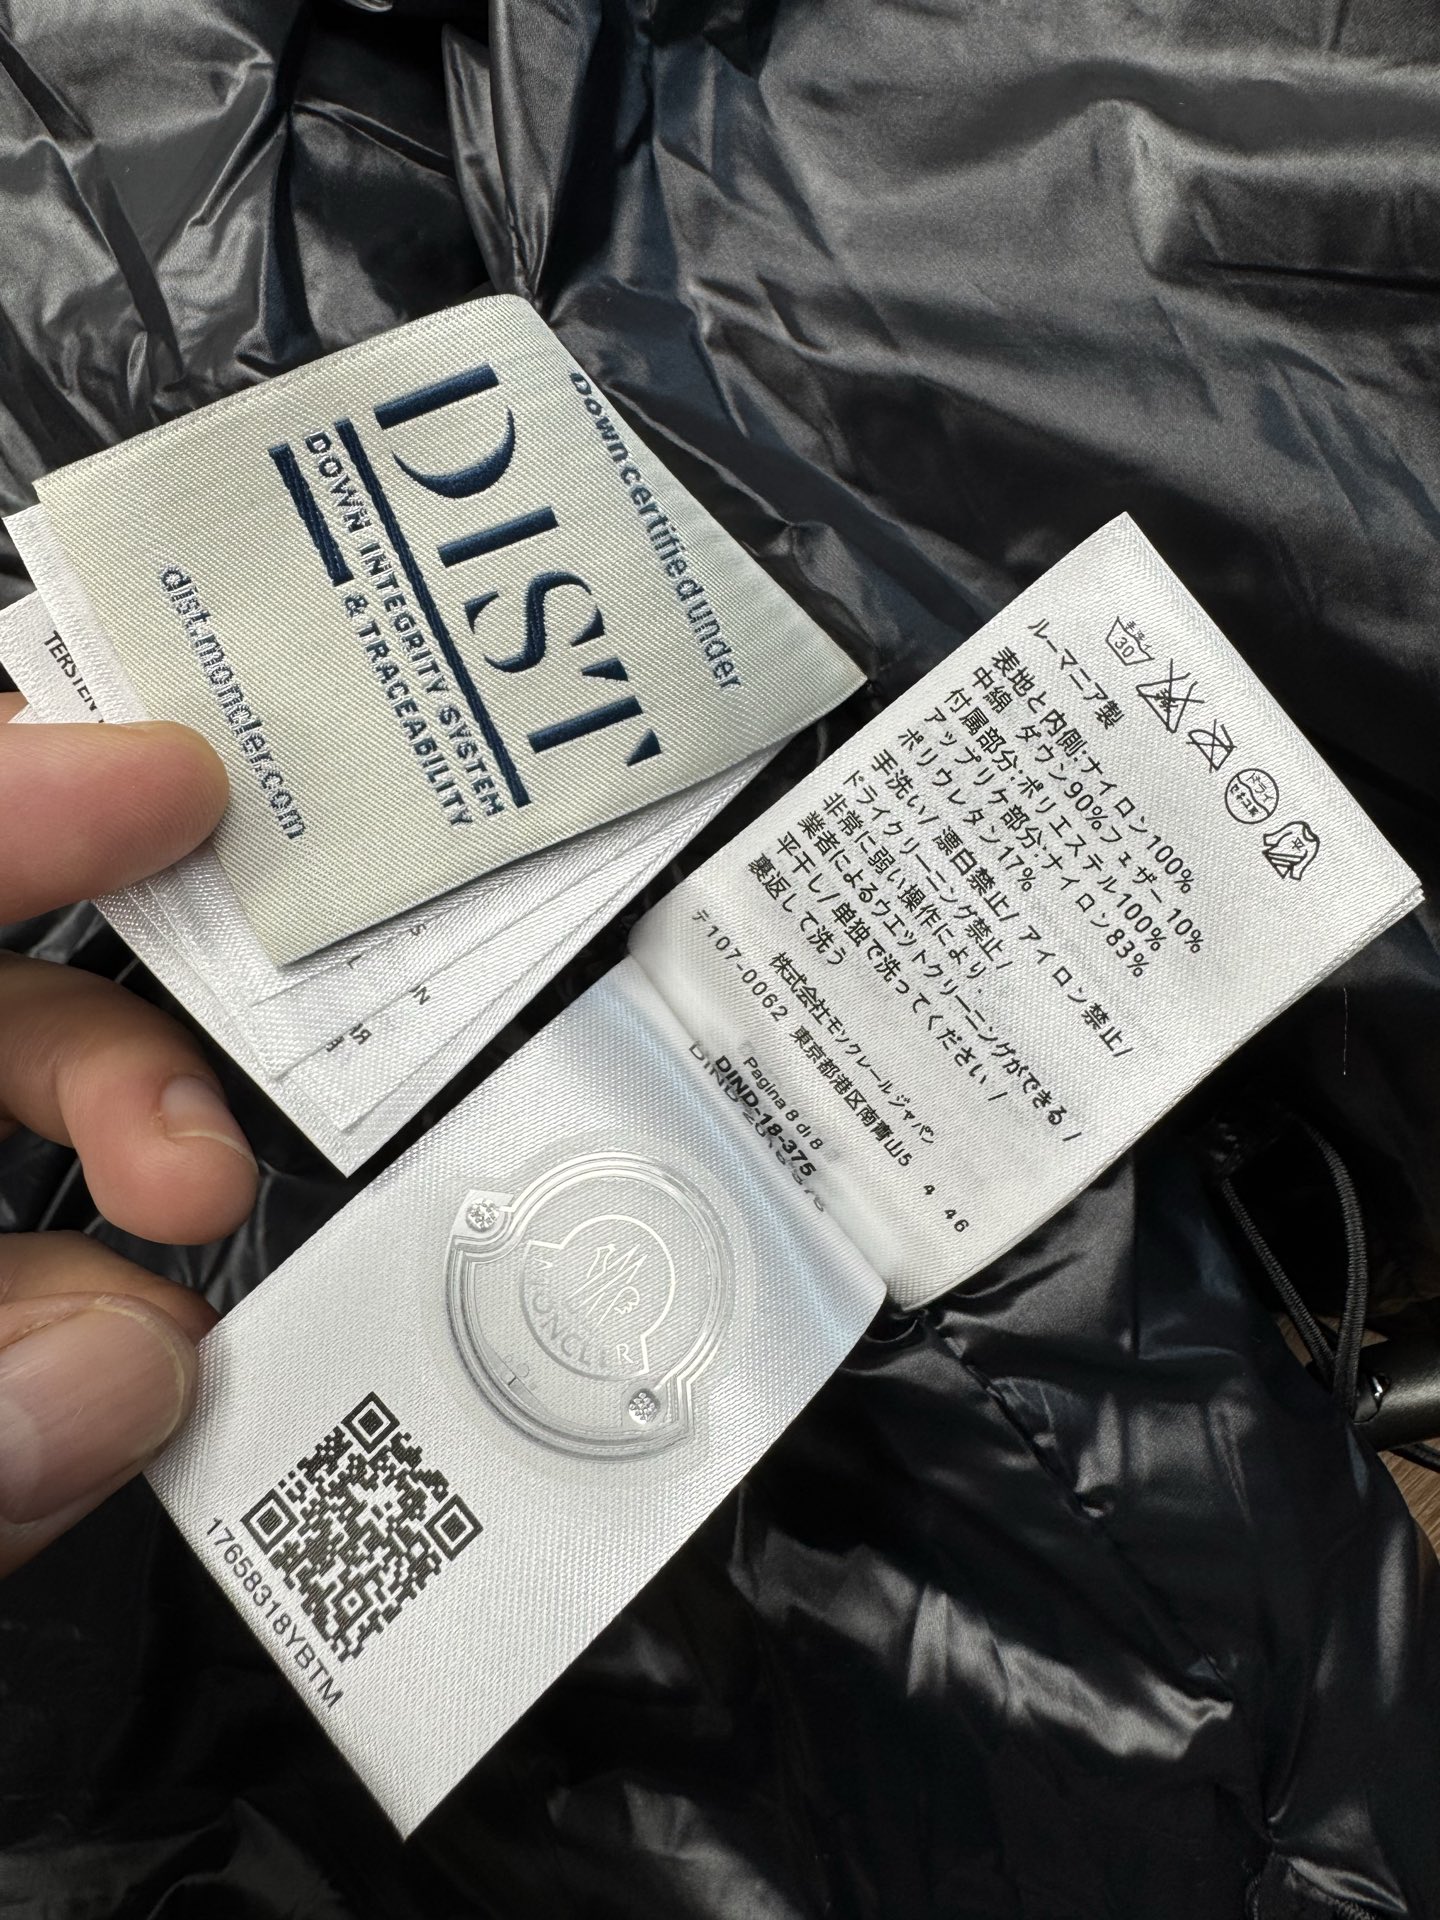 Down certified under
DIST
DOWN INTEGRITY SYSTEM
& TRACEABILITY
dist.moncler.com
TERSTEN
30
ルーマニア製
表地と内側:ナイロン100%
中綿 ダウン90%フェザー10%
付属部分:ポリエステル100%
アップリケ部分:ナイロン83%
ポリウレタン17%
手洗い/ 漂白禁止/ アイロン禁止/
ドライクリーニング禁止/
非常に弱い操作により、
業者によるウエットクリーニングができる /
平干し/ 単独で洗ってください /
裏返して洗う
株式会社モックレールジャパン
テ-107-0062 東京都港区南青山5 4 46
Pagina 8 di 8
DIND-18-375
MONCLER
17658318YBTM